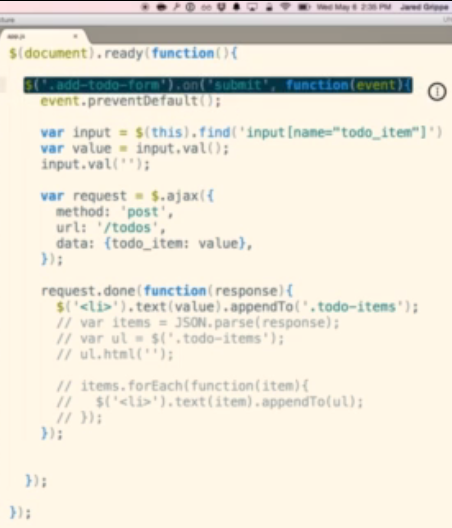 Wed May 6 2:35 PM Jared Grippe
app.js
$(document).ready(function(){
$('.add-todo-form').on('submit', function(event){
event.preventDefault();
var input = $(this).find('input[name="todo_item"]')
var value = input.val();
input.val('');
var request = $.ajax({
method: 'post',
url: '/todos',
data: {todo_item: value},
});
request.done(function(response){
$('<li>').text(value).appendTo('.todo-items');
// var items = JSON.parse(response);
// var ul = $('.todo-items');
// ul.html('');
// items.forEach(function(item){
//   $('<li>').text(item).appendTo(ul);
// });
});
});
});